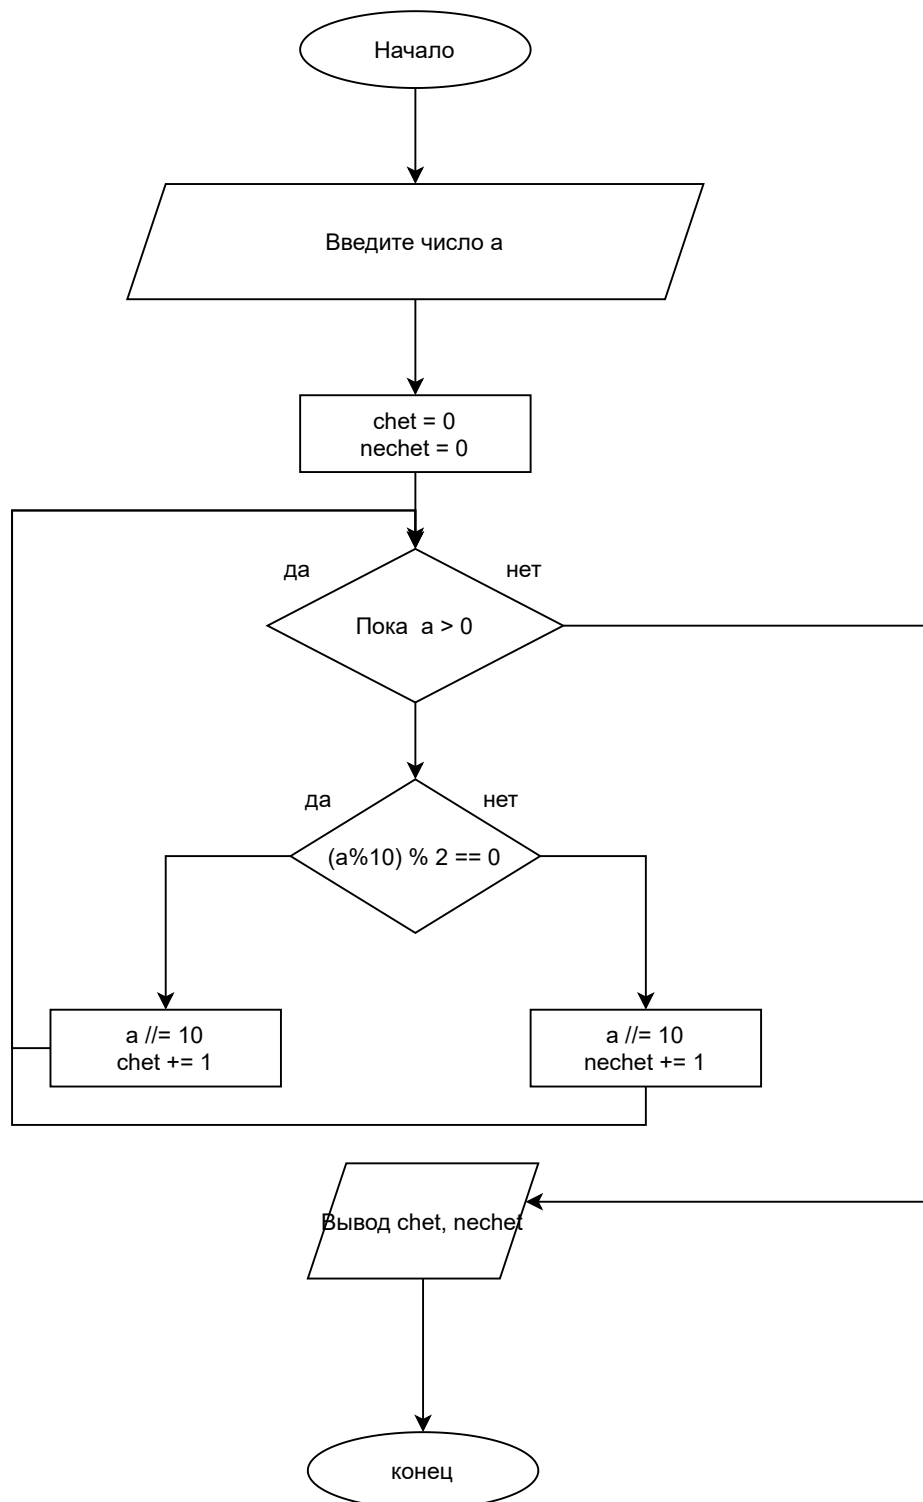 Начало
Введите число a
chet = 0
nechet = 0
да
нет
Пока  a > 0
да
нет
(a%10) % 2 == 0
a //= 10
chet += 1
a //= 10
nechet += 1
Вывод chet, nechet
конец